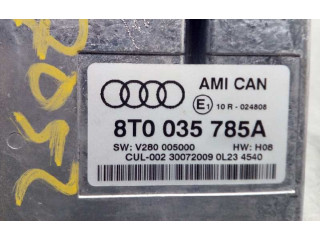 AMI CAN
E1 10 R - 024806
8T0 035 785A
SW: V280 005000 HW: H08
CUL-002 30072009 0L23 4540